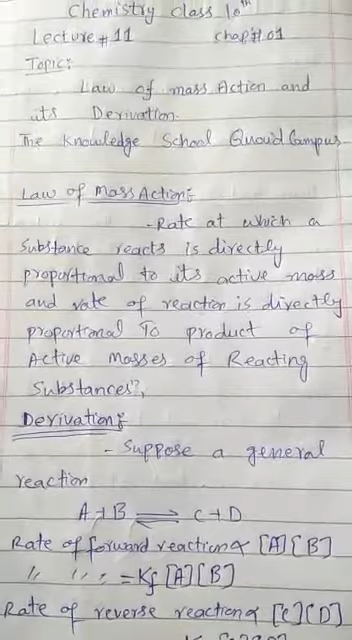 Chemistry Class 10th
Lecture # 11 Chap# 01
Topic:
Law of mass Action and
its Derivation.
The Knowledge School Quaid Campus
Law of Mass Action:
- Rate at which a
Substance reacts is directly
proportional to its active mass
and rate of reaction is directly
proportional To product of
Active Masses of Reacting
Substances",
Derivation:
- Suppose a general
reaction
A+B ⇌ C+D
Rate of forward reaction ∝ [A][B]
" " " = Kf [A][B]
Rate of reverse reaction ∝ [C][D]